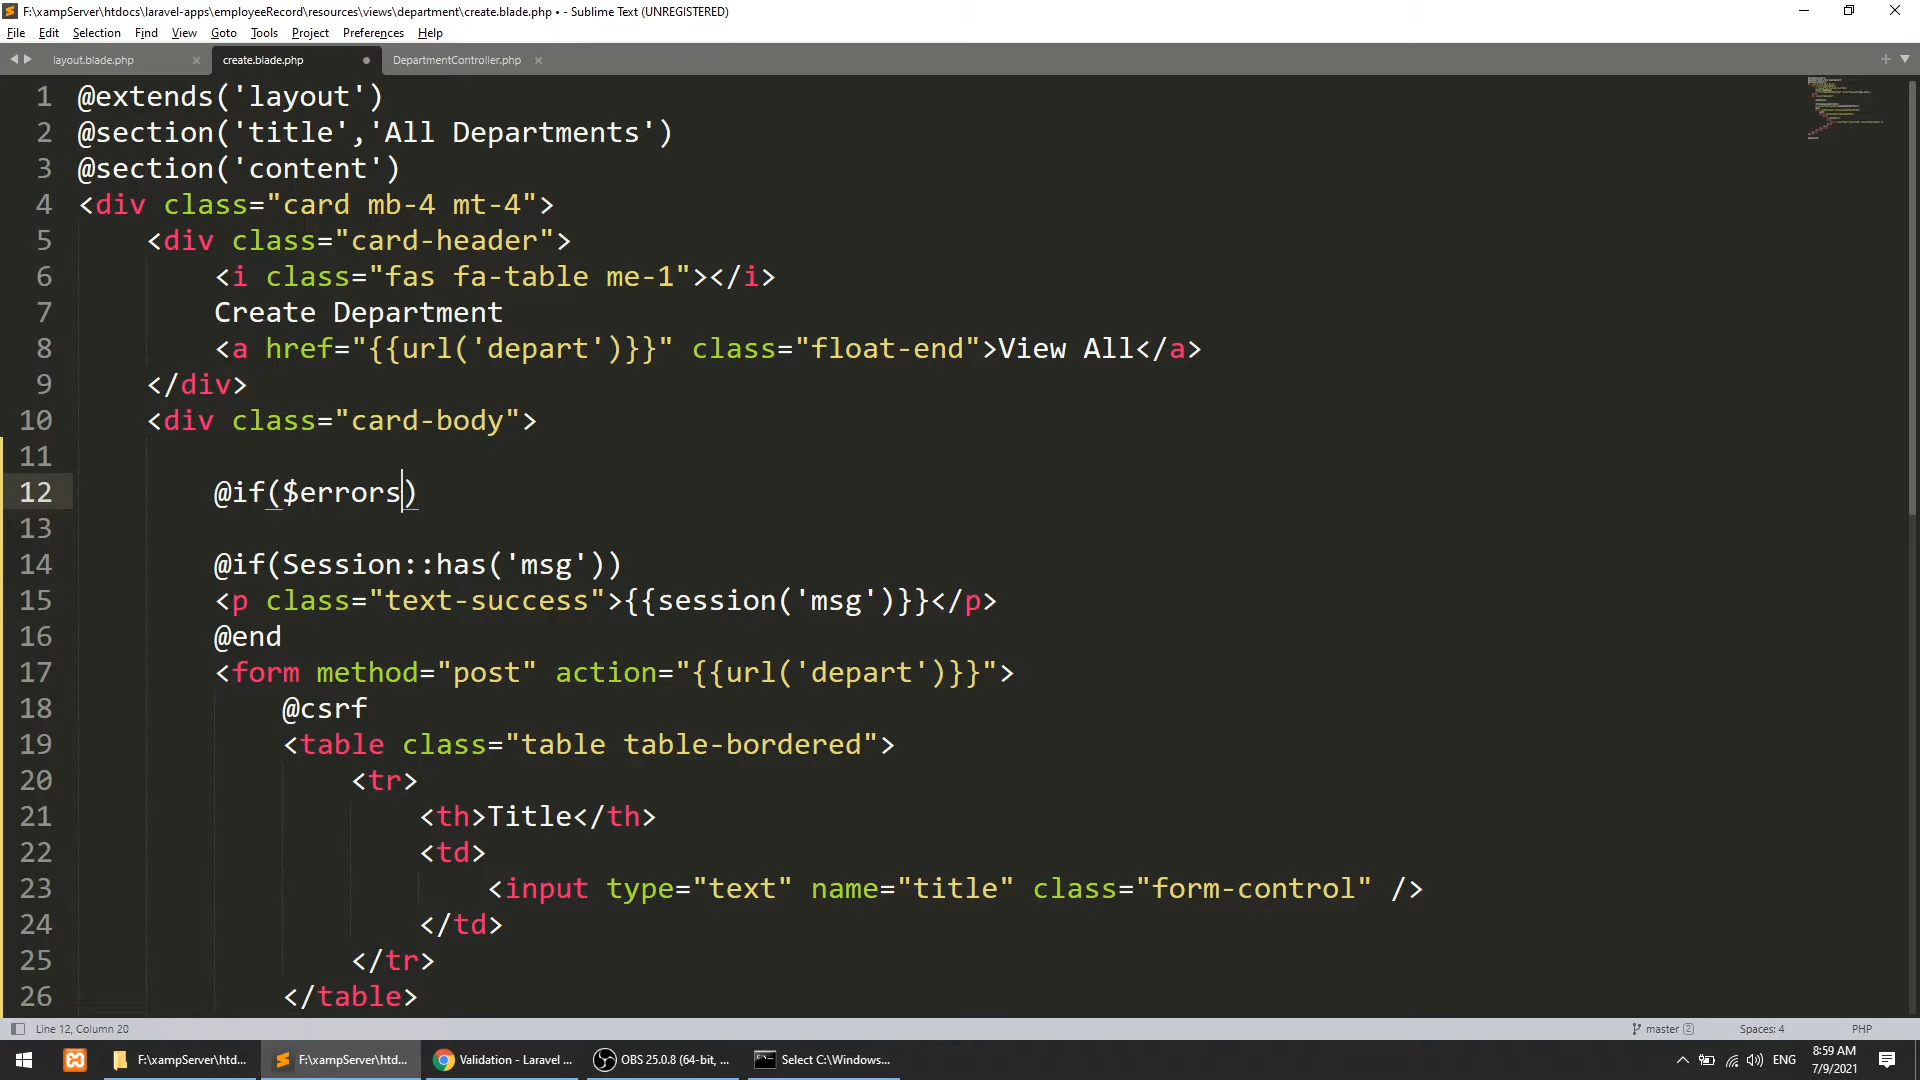 F:\xampServer\htdocs\laravel-apps\employeeRecord\resources\views\department\create.blade.php • - Sublime Text (UNREGISTERED)
File Edit Selection Find View Goto Tools Project Preferences Help
layout.blade.php create.blade.php DepartmentController.php
1 @extends('layout')
2 @section('title','All Departments')
3 @section('content')
4 <div class="card mb-4 mt-4">
5 <div class="card-header">
6 <i class="fas fa-table me-1"></i>
7 Create Department
8 <a href="{{url('depart')}}" class="float-end">View All</a>
9 </div>
10 <div class="card-body">
11
12 @if($errors)
13
14 @if(Session::has('msg'))
15 <p class="text-success">{{session('msg')}}</p>
16 @end
17 <form method="post" action="{{url('depart')}}">
18 @csrf
19 <table class="table table-bordered">
20 <tr>
21 <th>Title</th>
22 <td>
23 <input type="text" name="title" class="form-control" />
24 </td>
25 </tr>
26 </table>
Line 12, Column 20 master 2 Spaces: 4 PHP
F:\xampServer\htd... F:\xampServer\htd... Validation - Laravel ... OBS 25.0.8 (64-bit, ... Select C:\Windows... ENG 8:59 AM
7/9/2021